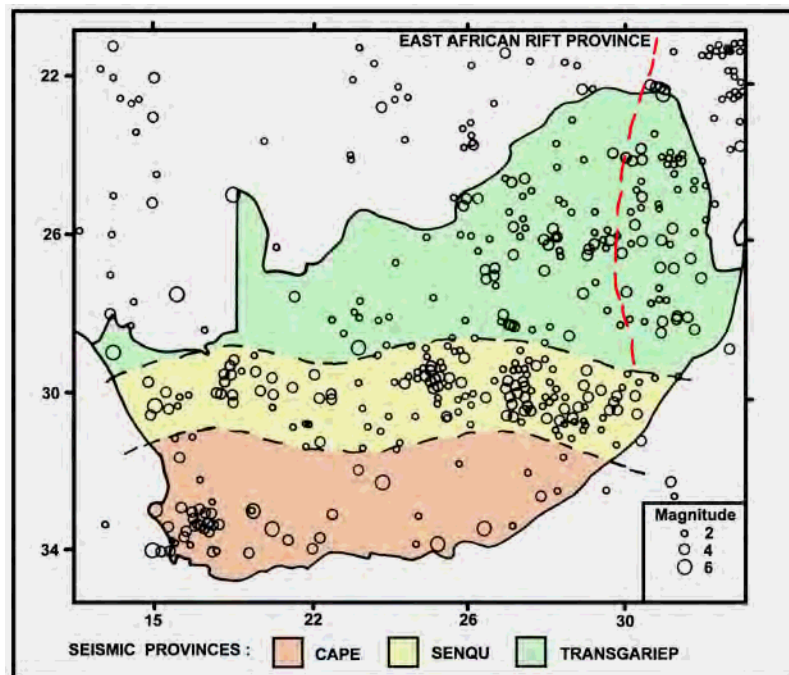 EAST AFRICAN RIFT PROVINCE
22
26
30
34
15
22
26
30
Magnitude
2
4
6
SEISMIC PROVINCES :
CAPE
SENQU
TRANSGARIEP